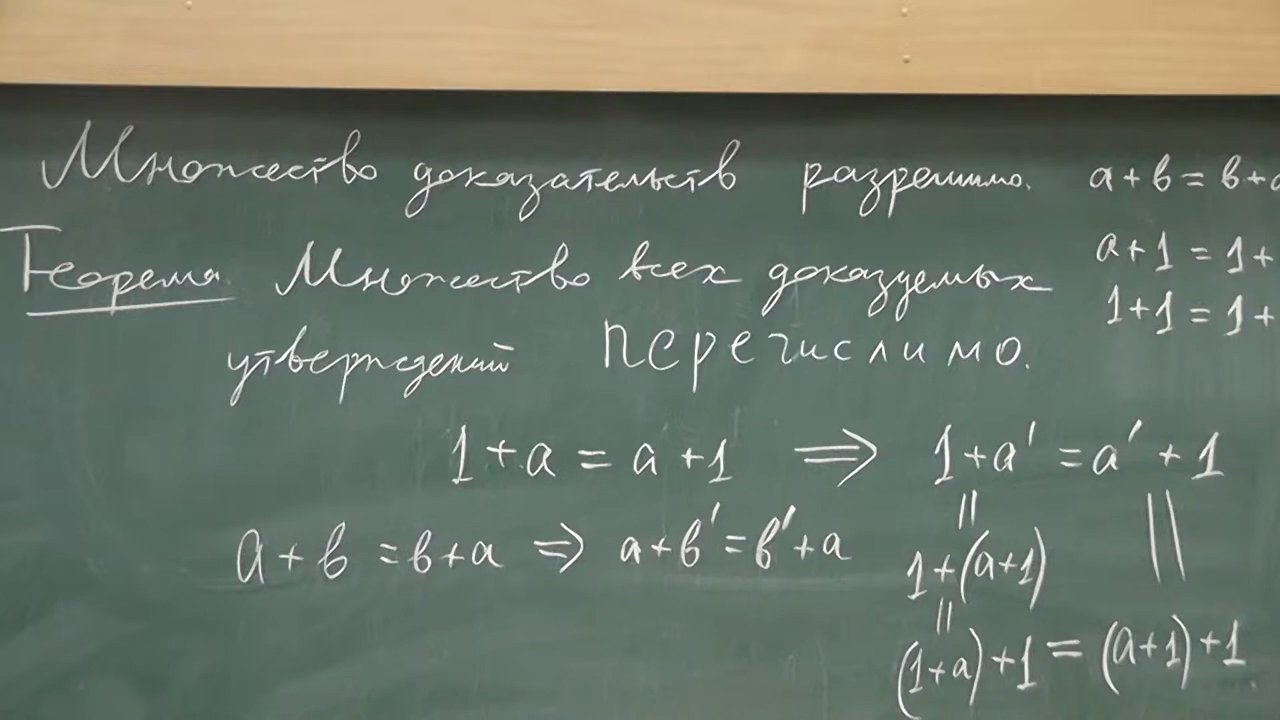 Множество доказательств разрешимо. a + b = b + a
Теорема. Множество всех доказуемых a + 1 = 1 +
утверждений перечислимо. 1 + 1 = 1 +
1 + a = a + 1 ⇒ 1 + a' = a' + 1
a + b = b + a ⇒ a + b' = b' + a
|| ||
1 + (a + 1)
||
(1 + a) + 1 = (a + 1) + 1